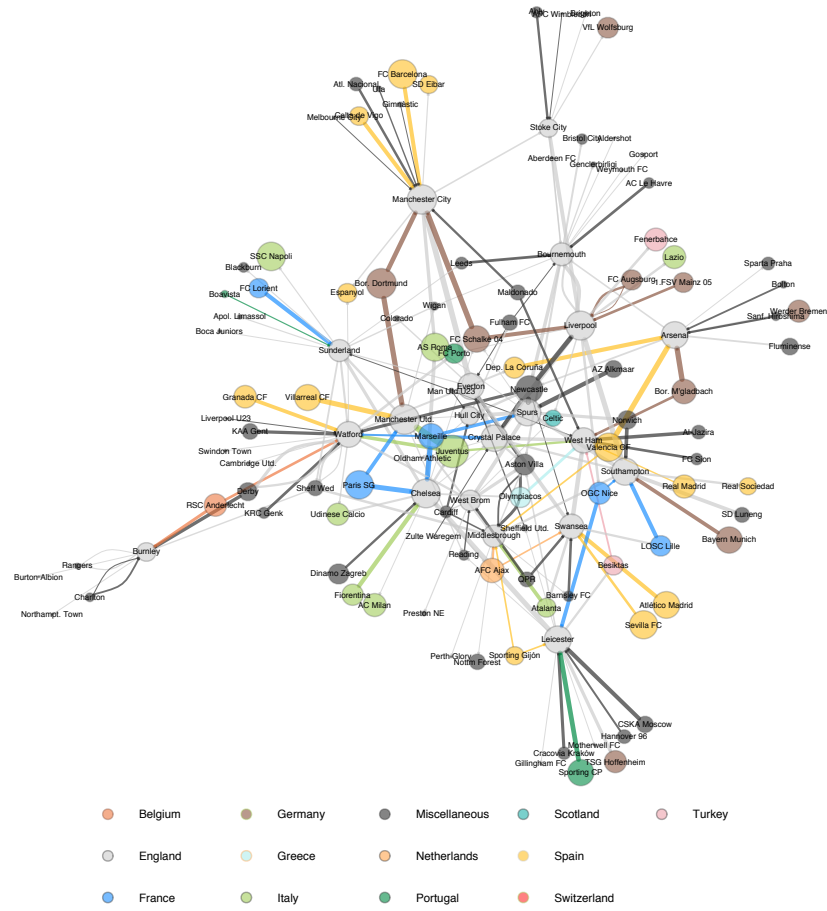 AFC Wimbledon
Brighton
VfL Wolfsburg
FC Barcelona
Atl. Nacional
Ufa
SD Eibar
Gimnàstic
Melbourne City
Celta de Vigo
Stoke City
Bristol City
Aldershot
Aberdeen FC
Genclerbirligi
Gosport
Weymouth FC
AC Le Havre
Manchester City
Fenerbahce
SSC Napoli
Bournemouth
Lazio
Blackburn
Leeds
Sparta Praha
FC Lorient
Bor. Dortmund
FC Augsburg
1.FSV Mainz 05
Bolton
Boavista
Espanyol
Maldonado
Wigan
Apol. Limassol
Colorado
Fulham FC
Liverpool
Sanf. Hiroshima
Werder Bremen
Boca Juniors
FC Schalke 04
Arsenal
AS Roma
FC Porto
Fluminense
Sunderland
Dep. La Coruña
AZ Alkmaar
Everton
Granada CF
Villarreal CF
Man Utd U23
Newcastle
Bor. M'gladbach
Liverpool U23
Manchester Utd.
Hull City
Spurs
Celtic
Norwich
KAA Gent
Watford
Marseille
Crystal Palace
West Ham
Al-Jazira
Valencia CF
Swindon Town
Oldham Athletic
Juventus
FC Sion
Cambridge Utd.
Aston Villa
Southampton
Sheff Wed
Derby
Paris SG
Chelsea
West Brom
Olympiacos
OGC Nice
Real Madrid
Real Sociedad
RSC Anderlecht
KRC Genk
Udinese Calcio
Cardiff
SD Luneng
Zulte Waregem
Middlesbrough
Sheffield Utd.
Swansea
Bayern Munich
LOSC Lille
Burnley
Reading
Rangers
Dinamo Zagreb
AFC Ajax
QPR
Besiktas
Burton Albion
Charlton
Fiorentina
AC Milan
Barnsley FC
Atlético Madrid
Northampt. Town
Preston NE
Atalanta
Sevilla FC
Leicester
Perth Glory
Nottm Forest
Sporting Gijón
CSKA Moscow
Hannover 96
Motherwell FC
Cracovia Kraków
Gillingham FC
TSG Hoffenheim
Sporting CP
Belgium
Germany
Miscellaneous
Scotland
Turkey
England
Greece
Netherlands
Spain
France
Italy
Portugal
Switzerland